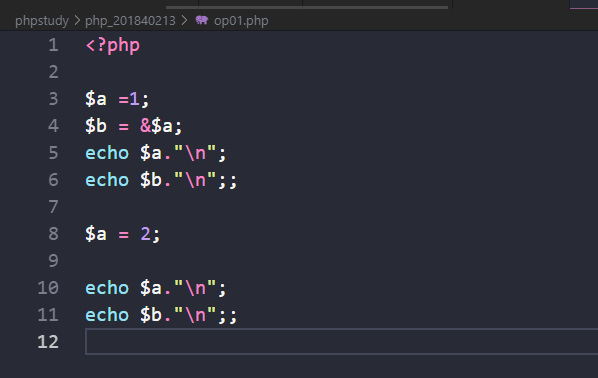 phpstudy > php_201840213 > op01.php
1 <?php
2
3 $a =1;
4 $b = &$a;
5 echo $a."\n";
6 echo $b."\n";;
7
8 $a = 2;
9
10 echo $a."\n";
11 echo $b."\n";;
12